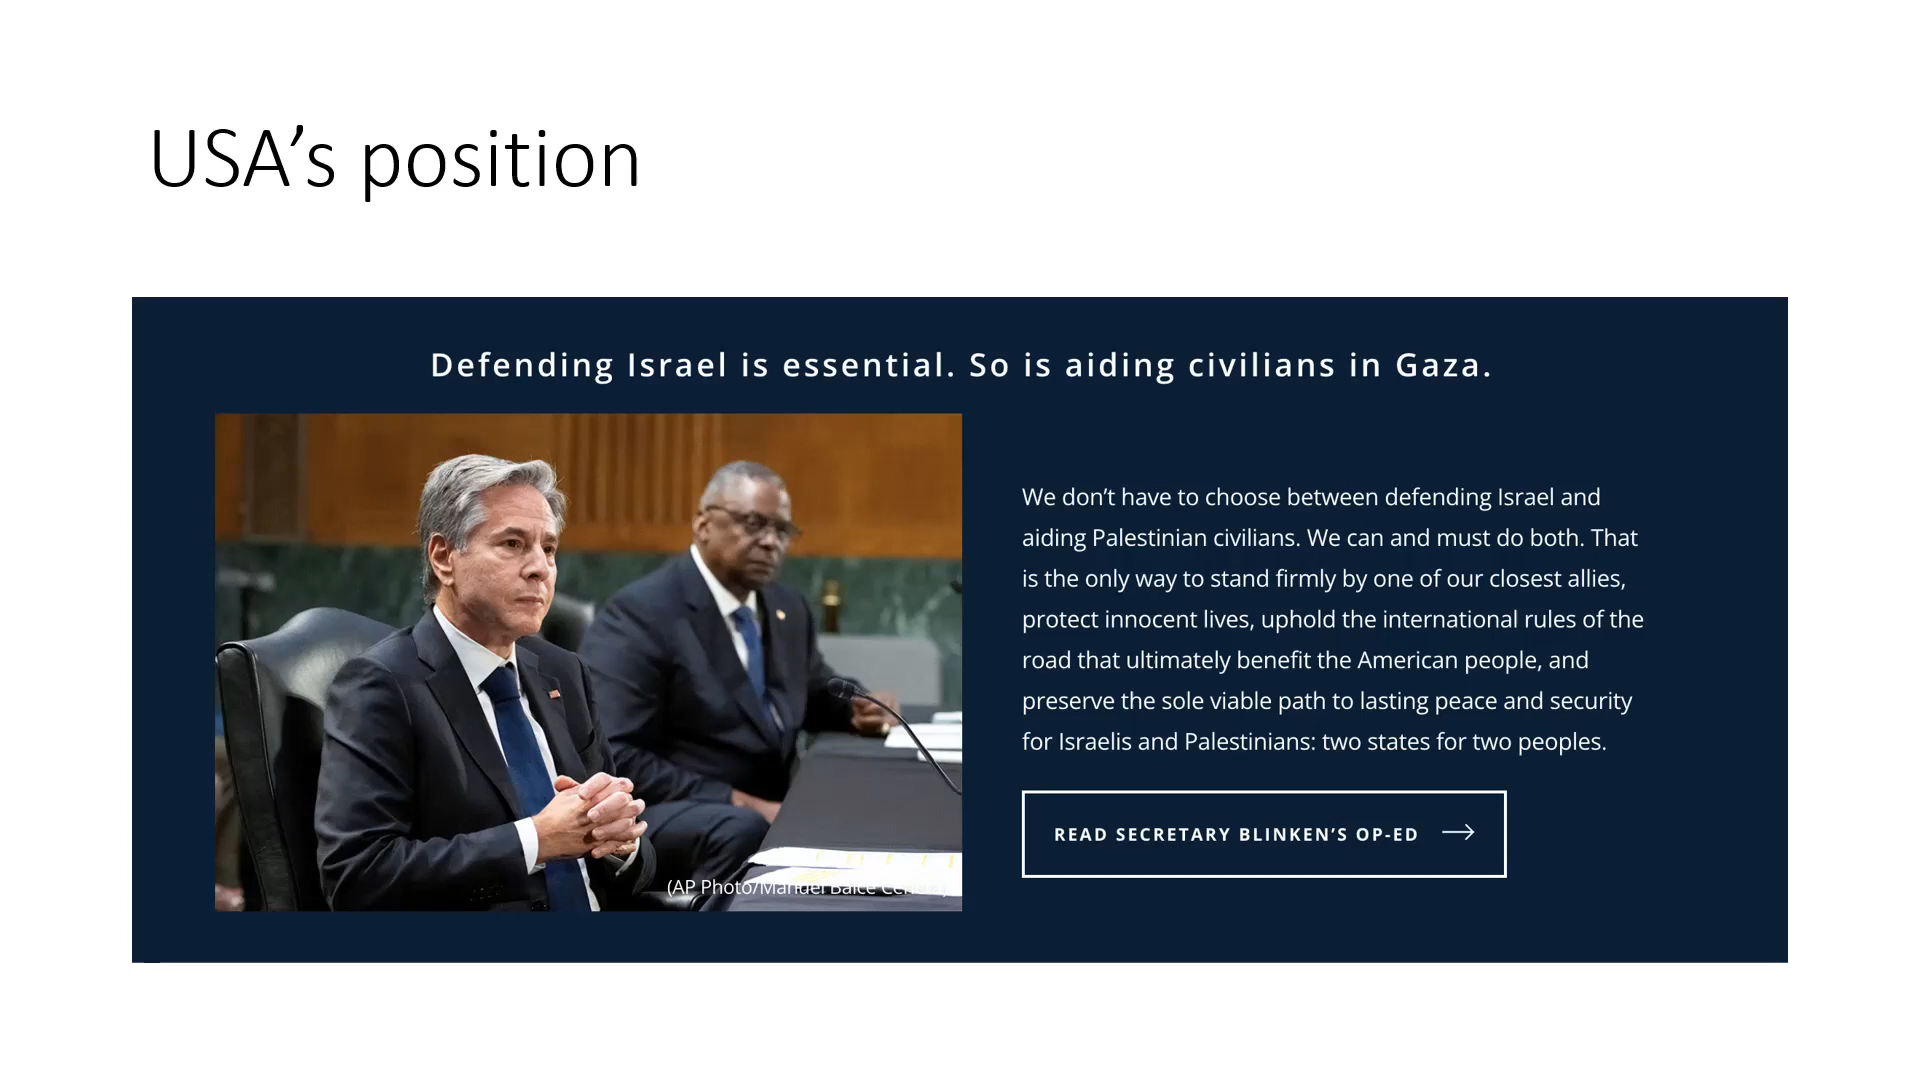 USA’s position
Defending Israel is essential. So is aiding civilians in Gaza.
We don’t have to choose between defending Israel and
aiding Palestinian civilians. We can and must do both. That
is the only way to stand firmly by one of our closest allies,
protect innocent lives, uphold the international rules of the
road that ultimately benefit the American people, and
preserve the sole viable path to lasting peace and security
for Israelis and Palestinians: two states for two peoples.
READ SECRETARY BLINKEN’S OP-ED
(AP Photo/Manuel Balce